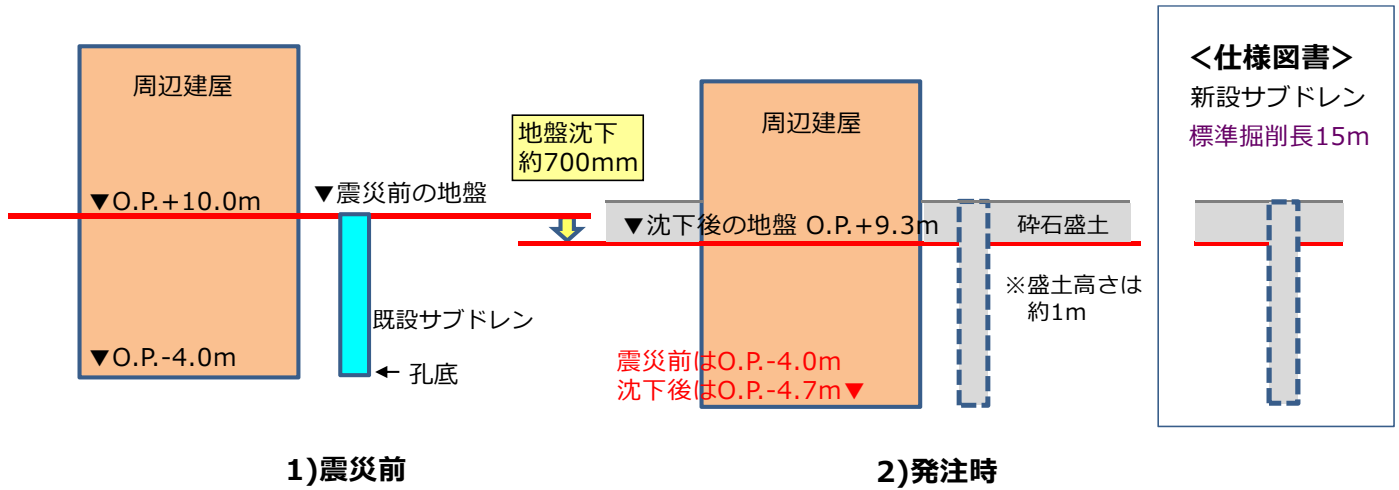 周辺建屋
▼O.P.+10.0m
▼震災前の地盤
既設サブドレン
▼O.P.-4.0m
← 孔底
1)震災前
地盤沈下
約700mm
周辺建屋
▼沈下後の地盤 O.P.+9.3m
砕石盛土
※盛土高さは
約1m
震災前はO.P.-4.0m
沈下後はO.P.-4.7m▼
2)発注時
<仕様図書>
新設サブドレン
標準掘削長15m